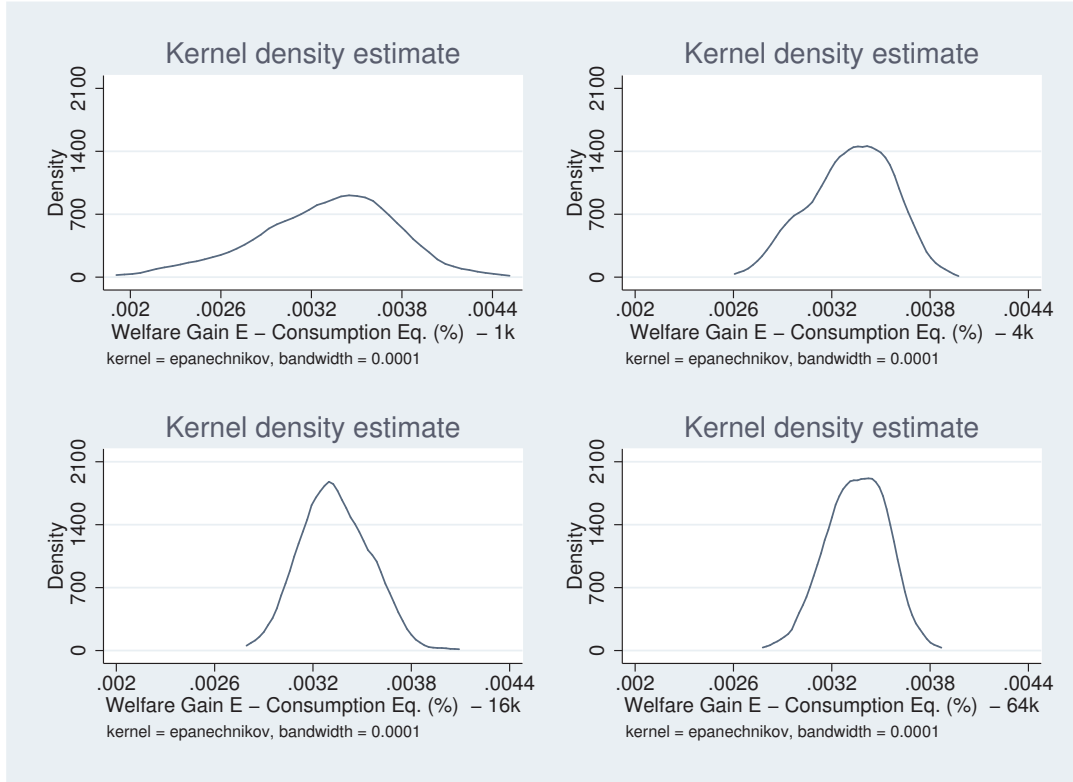 Kernel density estimate
Density
2100
1400
700
0
.002 .0026 .0032 .0038 .0044
Welfare Gain E − Consumption Eq. (%) − 1k
kernel = epanechnikov, bandwidth = 0.0001
Kernel density estimate
Density
2100
1400
700
0
.002 .0026 .0032 .0038 .0044
Welfare Gain E − Consumption Eq. (%) − 4k
kernel = epanechnikov, bandwidth = 0.0001
Kernel density estimate
Density
2100
1400
700
0
.002 .0026 .0032 .0038 .0044
Welfare Gain E − Consumption Eq. (%) − 16k
kernel = epanechnikov, bandwidth = 0.0001
Kernel density estimate
Density
2100
1400
700
0
.002 .0026 .0032 .0038 .0044
Welfare Gain E − Consumption Eq. (%) − 64k
kernel = epanechnikov, bandwidth = 0.0001